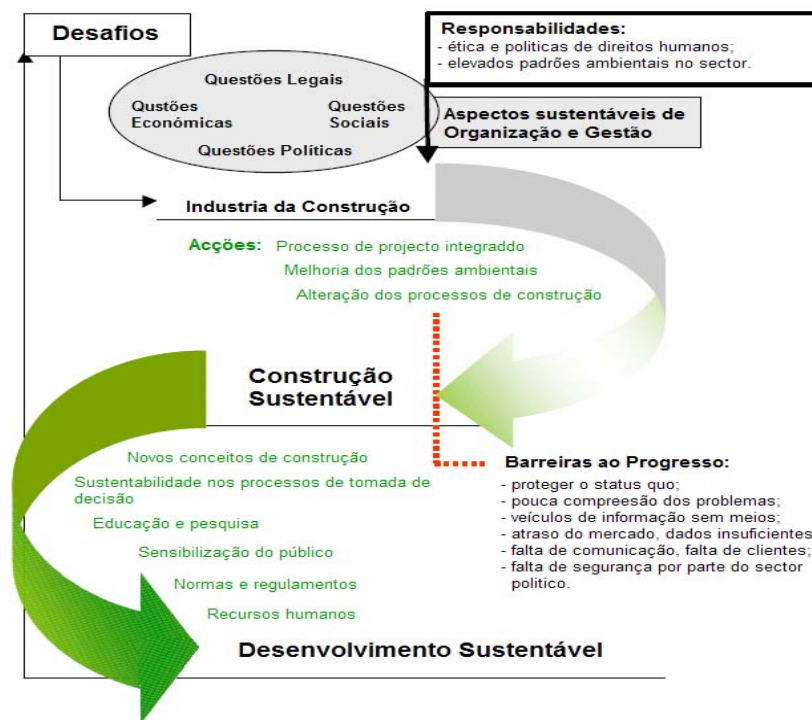 Desafios
Responsabilidades:
- ética e politicas de direitos humanos;
- elevados padrões ambientais no sector.
Questões Legais
Qustões
Económicas
Questões
Sociais
Questões Políticas
Aspectos sustentáveis de
Organização e Gestão
Industria da Construção
Acções: Processo de projecto integraddo
Melhoria dos padrões ambientais
Alteração dos processos de construção
Construção
Sustentável
Novos conceitos de construção
Sustentabilidade nos processos de tomada de
decisão
Educação e pesquisa
Sensibilização do público
Normas e regulamentos
Recursos humanos
Barreiras ao Progresso:
- proteger o status quo;
- pouca compreesão dos problemas;
- veículos de informação sem meios;
- atraso do mercado, dados insuficientes
- falta de comunicação, falta de clientes;
- falta de segurança por parte do sector
politico.
Desenvolvimento Sustentável